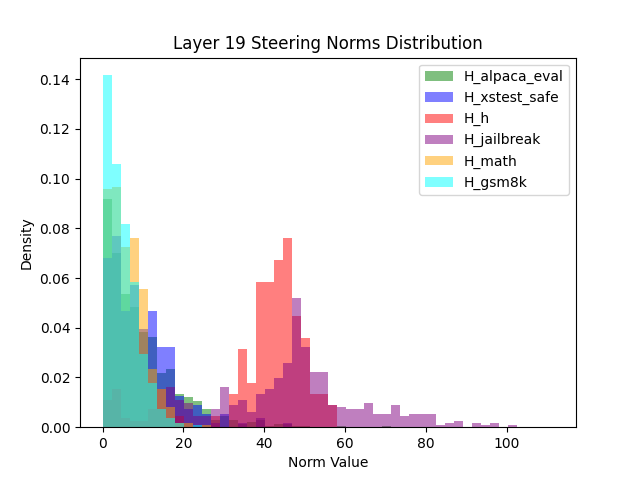 Layer 19 Steering Norms Distribution
H_alpaca_eval
H_xstest_safe
H_h
H_jailbreak
H_math
H_gsm8k
0.14
0.12
0.10
0.08
0.06
0.04
0.02
0.00
Density
0 20 40 60 80 100
Norm Value